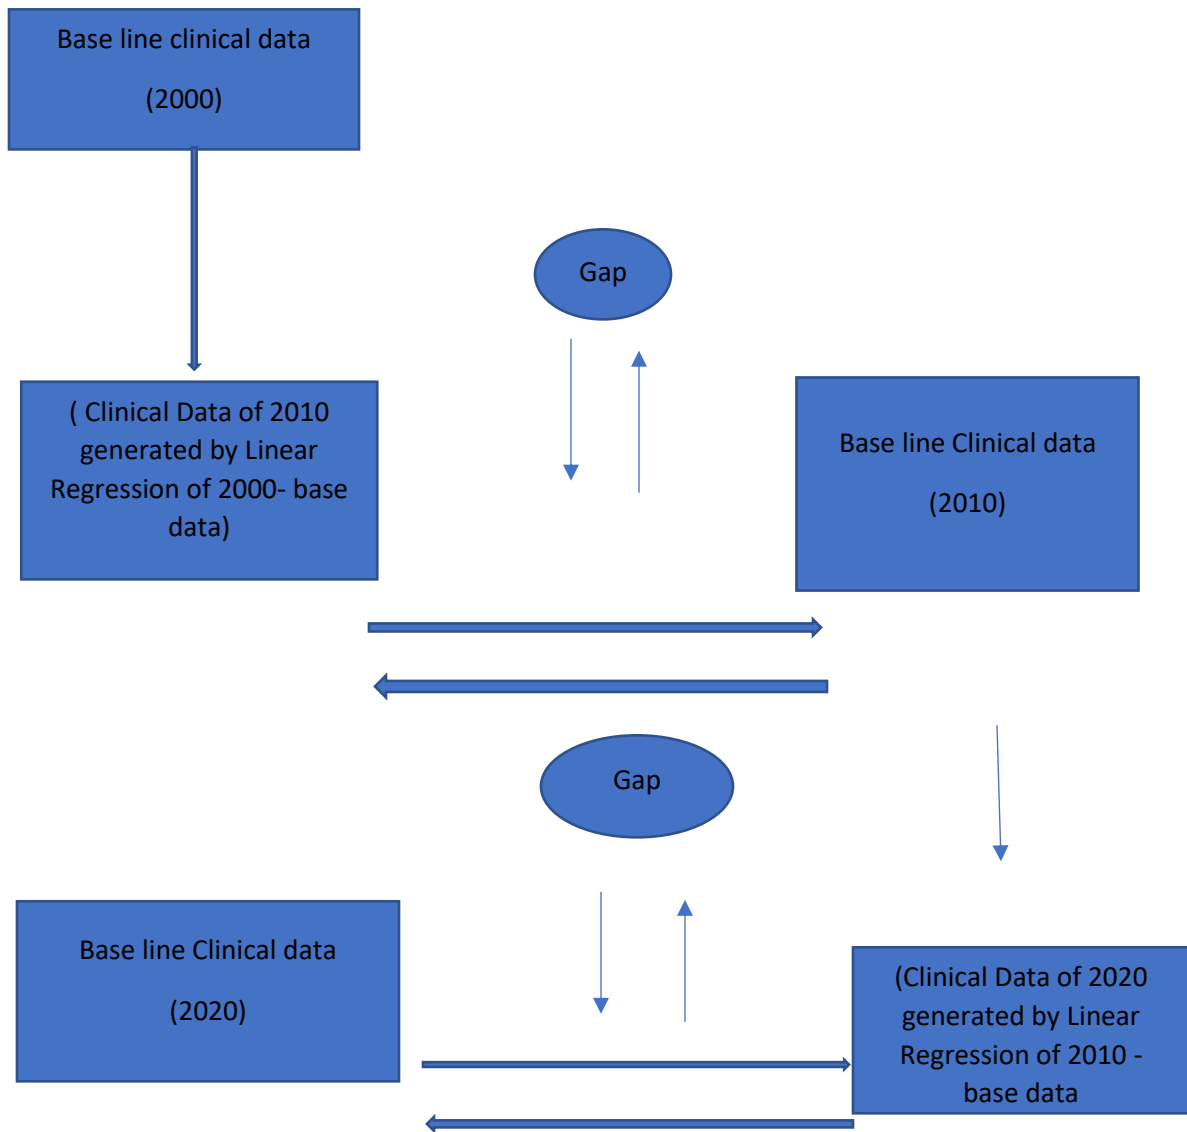 Base line clinical data
(2000)
Gap
( Clinical Data of 2010
generated by Linear
Regression of 2000- base
data)
Base line Clinical data
(2010)
Gap
Base line Clinical data
(2020)
(Clinical Data of 2020
generated by Linear
Regression of 2010 -
base data